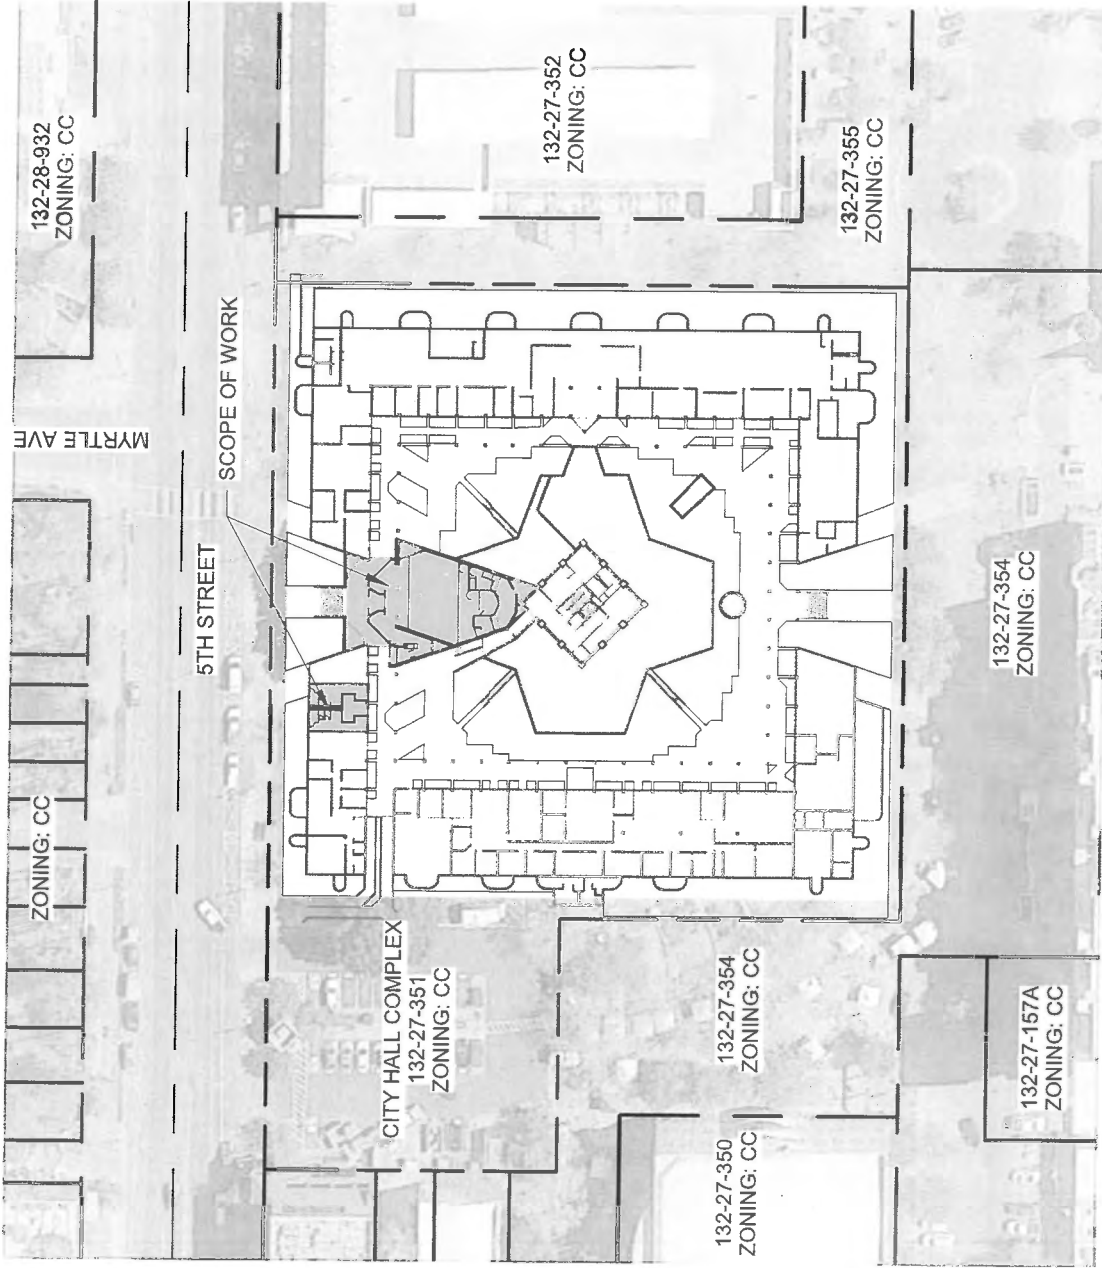 132-28-932
ZONING: CC
132-27-352
ZONING: CC
132-27-355
ZONING: CC
MYRTLE AVE
SCOPE OF WORK
5TH STREET
132-27-354
ZONING: CC
ZONING: CC
CITY HALL COMPLEX
132-27-351
ZONING: CC
132-27-354
ZONING: CC
132-27-157A
ZONING: CC
132-27-350
ZONING: CC